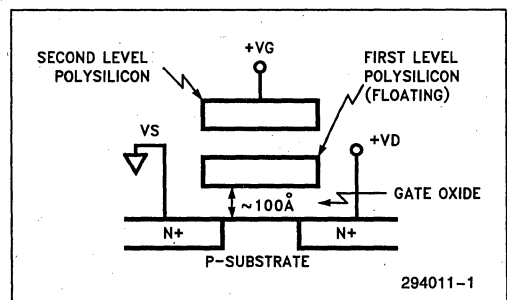 +VG
SECOND LEVEL
POLYSILICON
FIRST LEVEL
POLYSILICON
(FLOATING)
VS
+VD
~100Å
GATE OXIDE
N+
N+
P-SUBSTRATE
294011-1